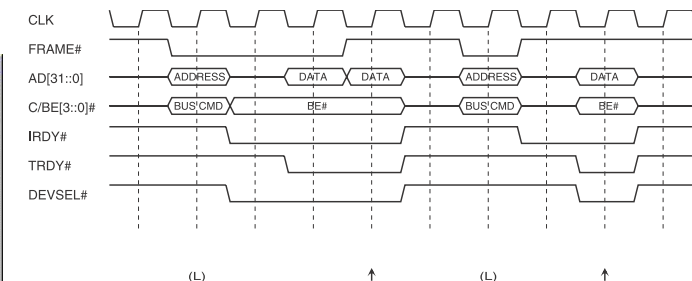 CLK
FRAME#
AD[31::0] ADDRESS DATA DATA ADDRESS DATA
C/BE[3::0]# BUS CMD BE# BUS CMD BE#
IRDY#
TRDY#
DEVSEL#
(L) (L)